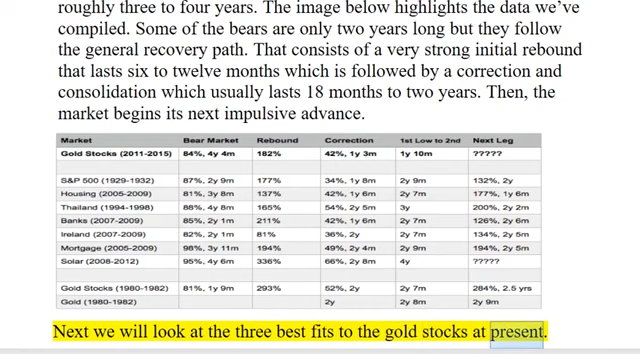 roughly three to four years. The image below highlights the data we've
compiled. Some of the bears are only two years long but they follow
the general recovery path. That consists of a very strong initial rebound
that lasts six to twelve months which is followed by a correction and
consolidation which usually lasts 18 months to two years. Then, the
market begins its next impulsive advance.
Market Bear Market Rebound Correction 1st Low to 2nd Next Leg
Gold Stocks (2011-2015) 84%, 4y 4m 182% 42%, 1y 3m 1y 10m ?????
S&P 500 (1929-1932) 87%, 2y 9m 177% 34%, 1y 8m 2y 9m 132%, 2y
Housing (2005-2009) 81%, 3y 8m 137% 42%, 1y 6m 2y 7m 177%, 1y 6m
Thailand (1994-1998) 88%, 4y 8m 165% 54%, 2y 5m 3y 200%, 2y 2m
Banks (2007-2009) 85%, 2y 1m 211% 42%, 1y 6m 2y 7m 126%, 2y 6m
Ireland (2007-2009) 82%, 2y 1m 81% 36%, 2y 2y 7m 134%, 2y 5m
Mortgage (2005-2009) 98%, 3y 11m 194% 49%, 2y 4m 2y 9m 194%, 2y 5m
Solar (2008-2012) 95%, 4y 6m 336% 66%, 2y 8m 4y ?????
Gold Stocks (1980-1982) 81%, 1y 9m 293% 52%, 2y 2y 7m 284%, 2.5 yrs
Gold (1980-1982) 2y 2y 8m 2y 9m
Next we will look at the three best fits to the gold stocks at present.